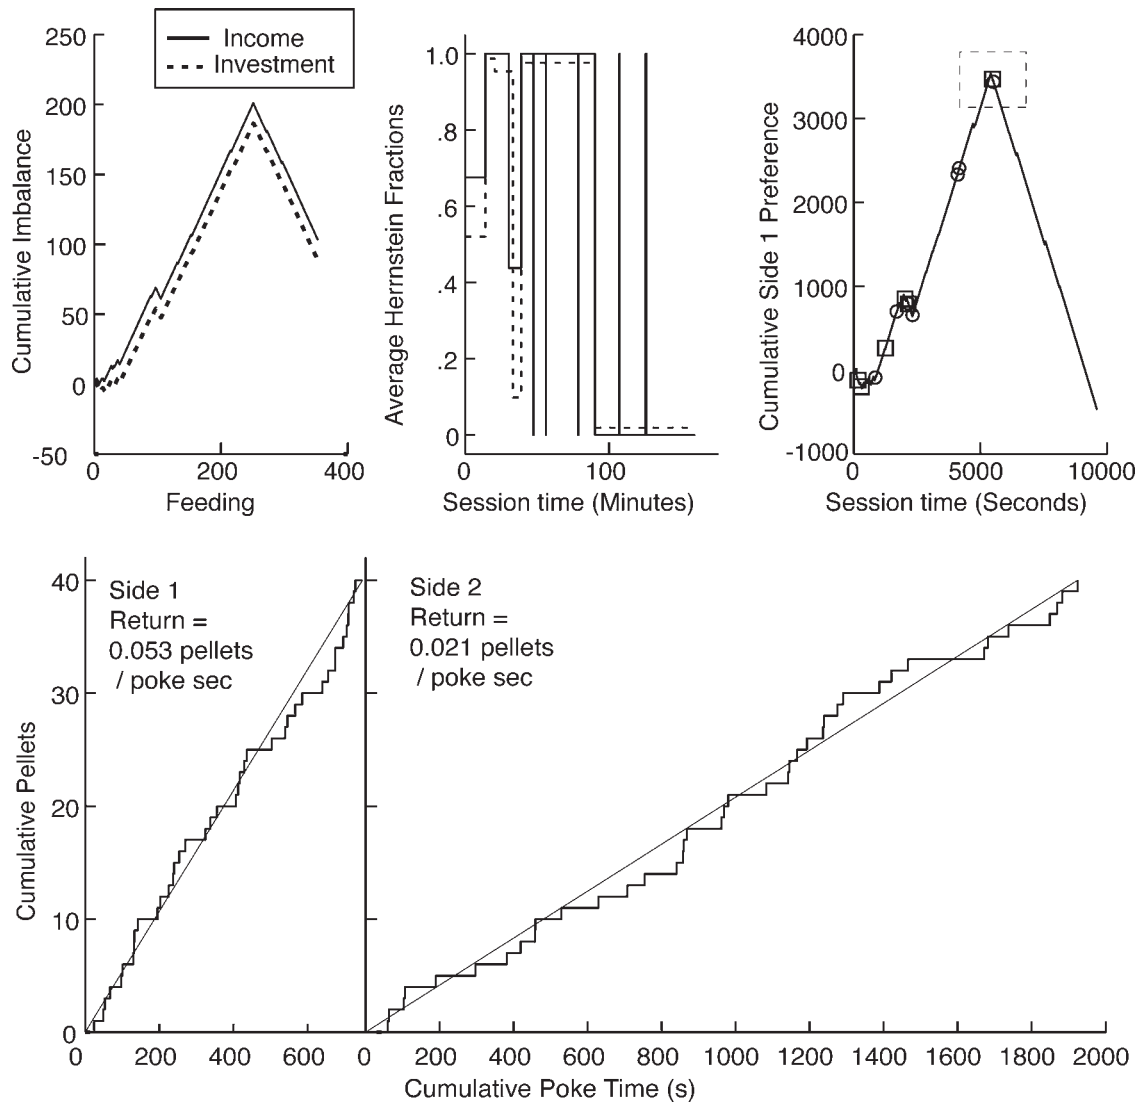 250
200
150
100
50
0
-50
0
200
400
Cumulative Imbalance
Feeding
Income
Investment
1.0
.8
.6
.4
.2
0
0
100
Average Herrnstein Fractions
Session time (Minutes)
4000
3000
2000
1000
0
-1000
0
5000
10000
Cumulative Side 1 Preference
Session time (Seconds)
40
30
20
10
0
Cumulative Pellets
Side 1
Return =
0.053 pellets
/ poke sec
Side 2
Return =
0.021 pellets
/ poke sec
0
200
400
600
0
200
400
600
800
1000
1200
1400
1600
1800
2000
Cumulative Poke Time (s)